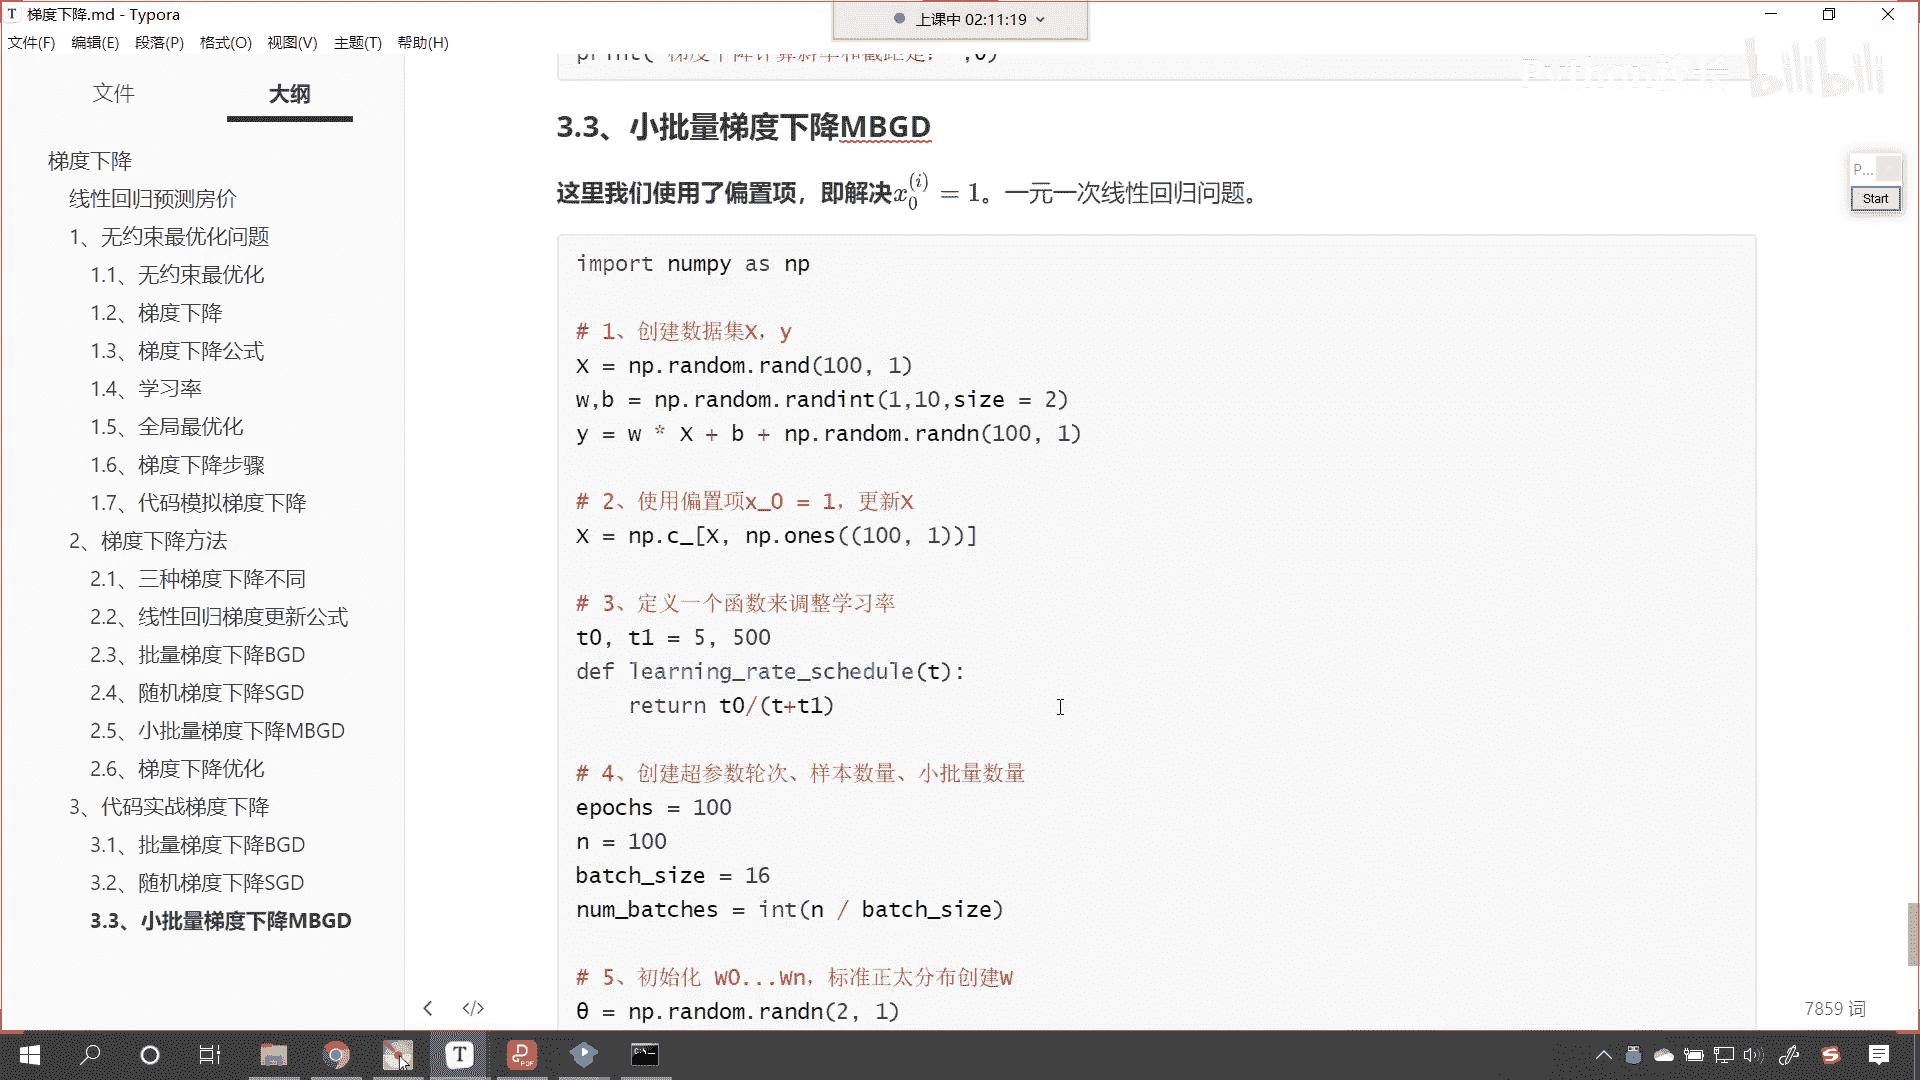 梯度下降.md - Typora
上课中 02:11:19
文件(F) 编辑(E) 段落(P) 格式(O) 视图(V) 主题(T) 帮助(H)
bilibili
文件 大纲
梯度下降
线性回归预测房价
1、无约束最优化问题
1.1、无约束最优化
1.2、梯度下降
1.3、梯度下降公式
1.4、学习率
1.5、全局最优化
1.6、梯度下降步骤
1.7、代码模拟梯度下降
2、梯度下降方法
2.1、三种梯度下降不同
2.2、线性回归梯度更新公式
2.3、批量梯度下降BGD
2.4、随机梯度下降SGD
2.5、小批量梯度下降MBGD
2.6、梯度下降优化
3、代码实战梯度下降
3.1、批量梯度下降BGD
3.2、随机梯度下降SGD
3.3、小批量梯度下降MBGD
3.3、小批量梯度下降MBGD
这里我们使用了偏置项，即解决x_0^(i) = 1。一元一次线性回归问题。
import numpy as np
# 1、创建数据集X，y
X = np.random.rand(100, 1)
w,b = np.random.randint(1,10,size = 2)
y = w * X + b + np.random.randn(100, 1)
# 2、使用偏置项x_0 = 1，更新X
X = np.c_[X, np.ones((100, 1))]
# 3、定义一个函数来调整学习率
t0, t1 = 5, 500
def learning_rate_schedule(t):
return t0/(t+t1)
# 4、创建超参数轮次、样本数量、小批量数量
epochs = 100
n = 100
batch_size = 16
num_batches = int(n / batch_size)
# 5、初始化 W0...Wn，标准正太分布创建W
θ = np.random.randn(2, 1)
P...
Start
7859 词